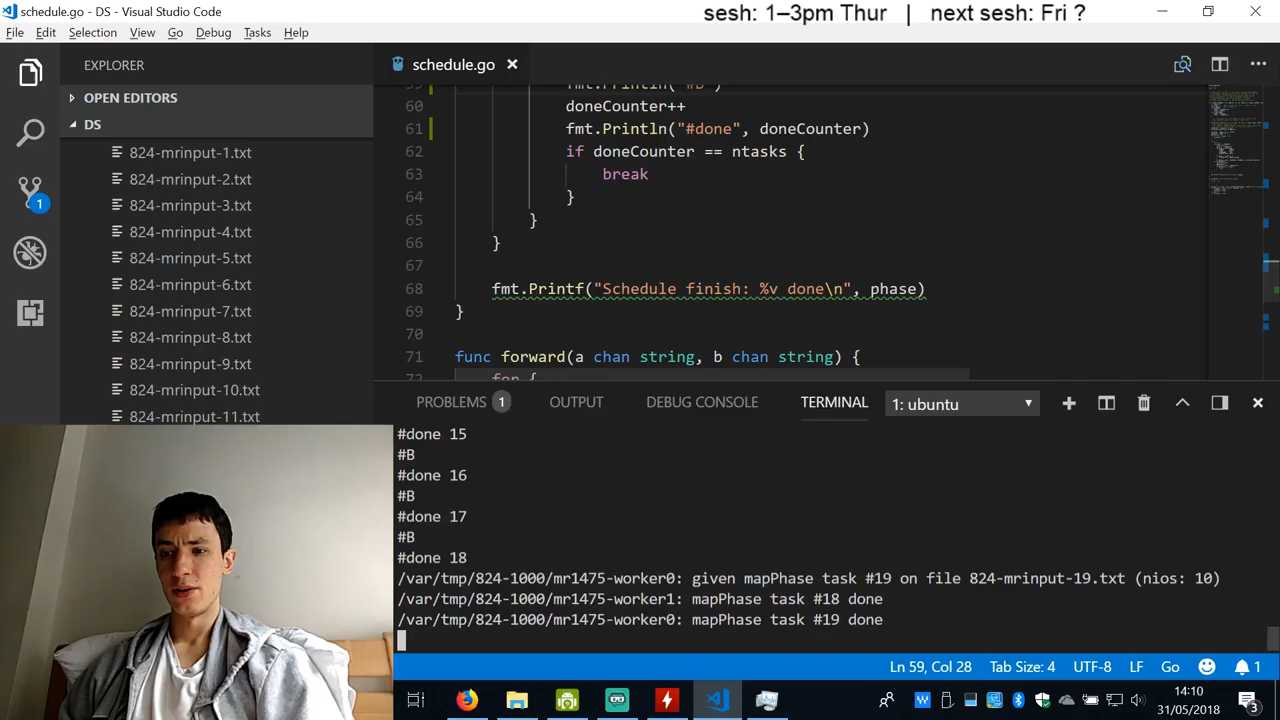 schedule.go - DS - Visual Studio Code
sesh: 1–3pm Thur | next sesh: Fri ?
File Edit Selection View Go Debug Tasks Help
EXPLORER
OPEN EDITORS
DS
824-mrinput-1.txt
824-mrinput-2.txt
824-mrinput-3.txt
824-mrinput-4.txt
824-mrinput-5.txt
824-mrinput-6.txt
824-mrinput-7.txt
824-mrinput-8.txt
824-mrinput-9.txt
824-mrinput-10.txt
824-mrinput-11.txt
1
schedule.go
59 fmt.Println("#B")
60 doneCounter++
61 fmt.Println("#done", doneCounter)
62 if doneCounter == ntasks {
63 break
64 }
65 }
66 }
67
68 fmt.Printf("Schedule finish: %v done\n", phase)
69 }
70
71 func forward(a chan string, b chan string) {
72 for {
PROBLEMS 1 OUTPUT DEBUG CONSOLE TERMINAL 1: ubuntu
#done 15
#B
#done 16
#B
#done 17
#B
#done 18
/var/tmp/824-1000/mr1475-worker0: given mapPhase task #19 on file 824-mrinput-19.txt (nios: 10)
/var/tmp/824-1000/mr1475-worker1: mapPhase task #18 done
/var/tmp/824-1000/mr1475-worker0: mapPhase task #19 done
Ln 59, Col 28 Tab Size: 4 UTF-8 LF Go 1
14:10
31/05/2018
3